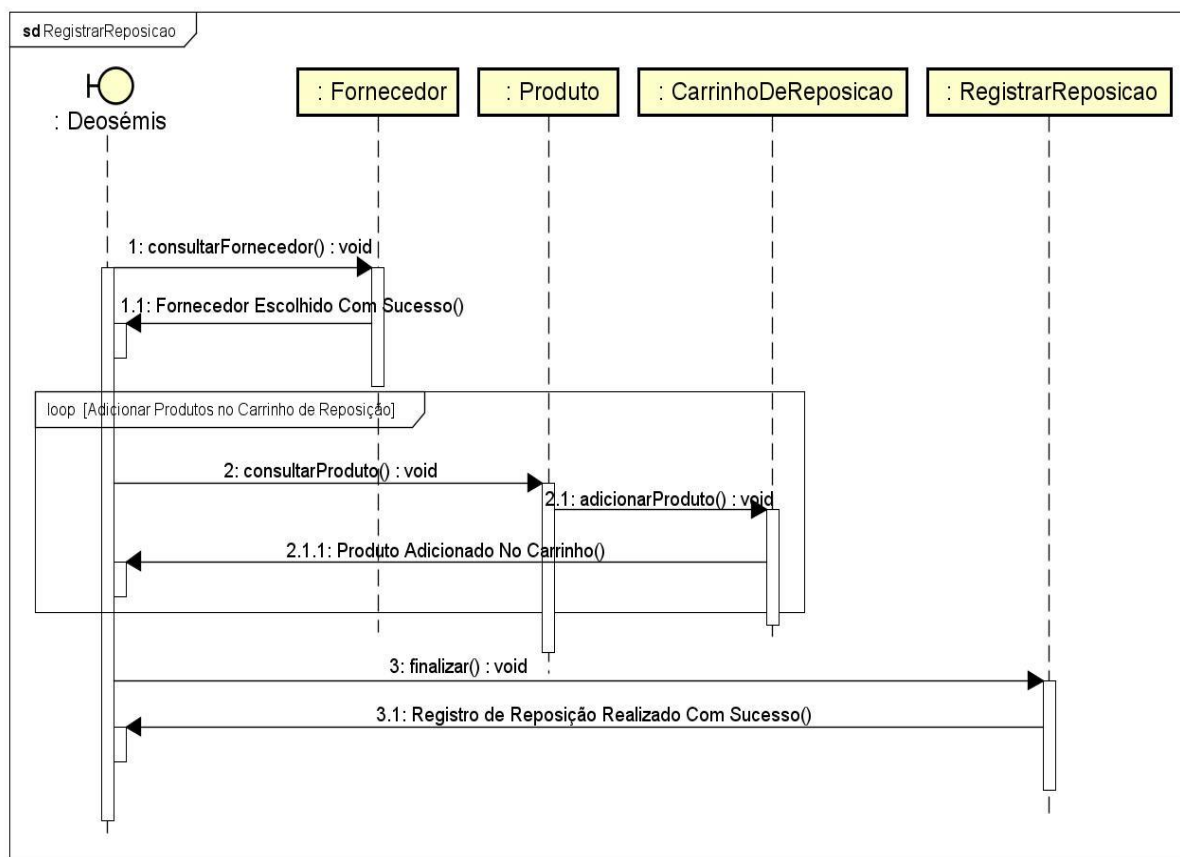 sd RegistrarReposicao
: Deosémis
: Fornecedor
: Produto
: CarrinhoDeReposicao
: RegistrarReposicao
1: consultarFornecedor() : void
1.1: Fornecedor Escolhido Com Sucesso()
loop [Adicionar Produtos no Carrinho de Reposição]
2: consultarProduto() : void
2.1: adicionarProduto() : void
2.1.1: Produto Adicionado No Carrinho()
3: finalizar() : void
3.1: Registro de Reposição Realizado Com Sucesso()